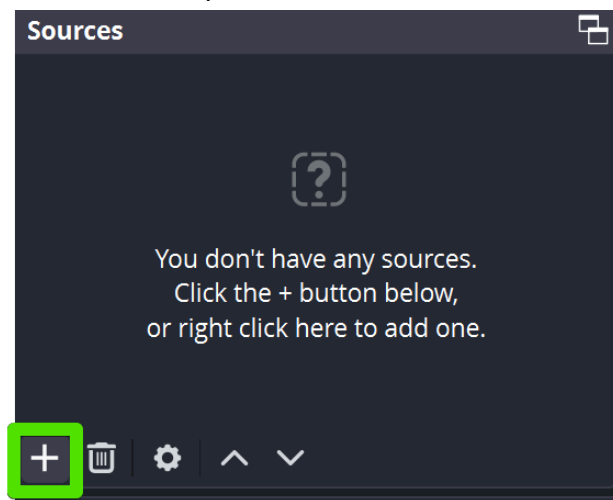 Sources
You don't have any sources.
Click the + button below,
or right click here to add one.